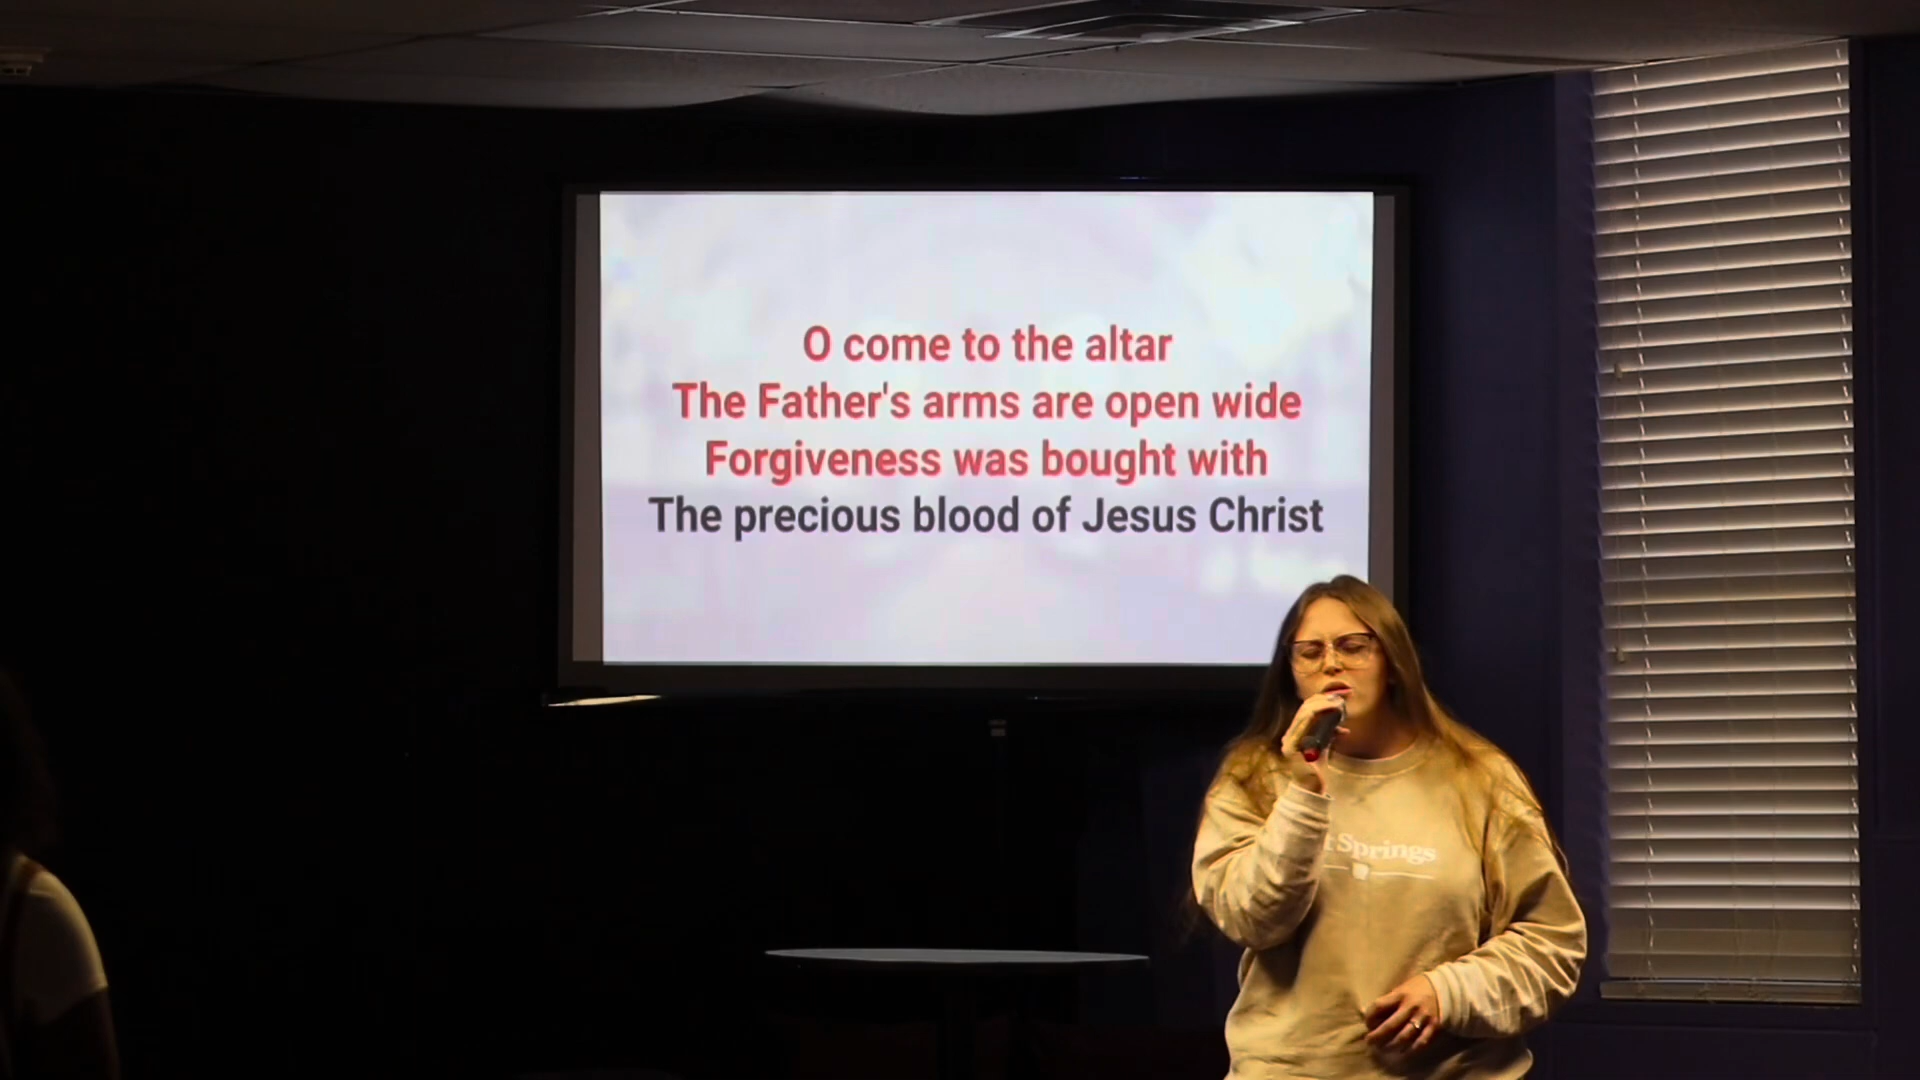 O come to the altar
The Father's arms are open wide
Forgiveness was bought with
The precious blood of Jesus Christ
Springs